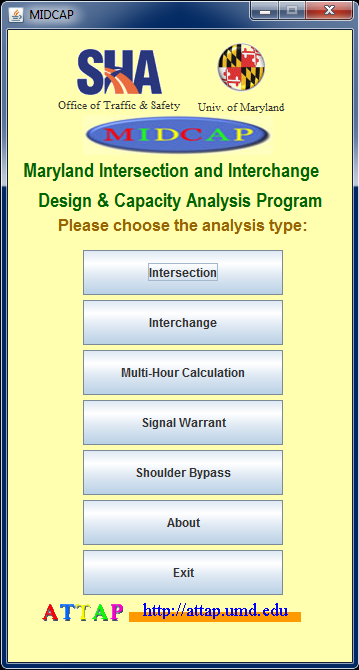 MIDCAP
SHA
Office of Traffic & Safety
Univ. of Maryland
MIDCAP
Maryland Intersection and Interchange
Design & Capacity Analysis Program
Please choose the analysis type:
Intersection
Interchange
Multi-Hour Calculation
Signal Warrant
Shoulder Bypass
About
Exit
ATTAP http://attap.umd.edu